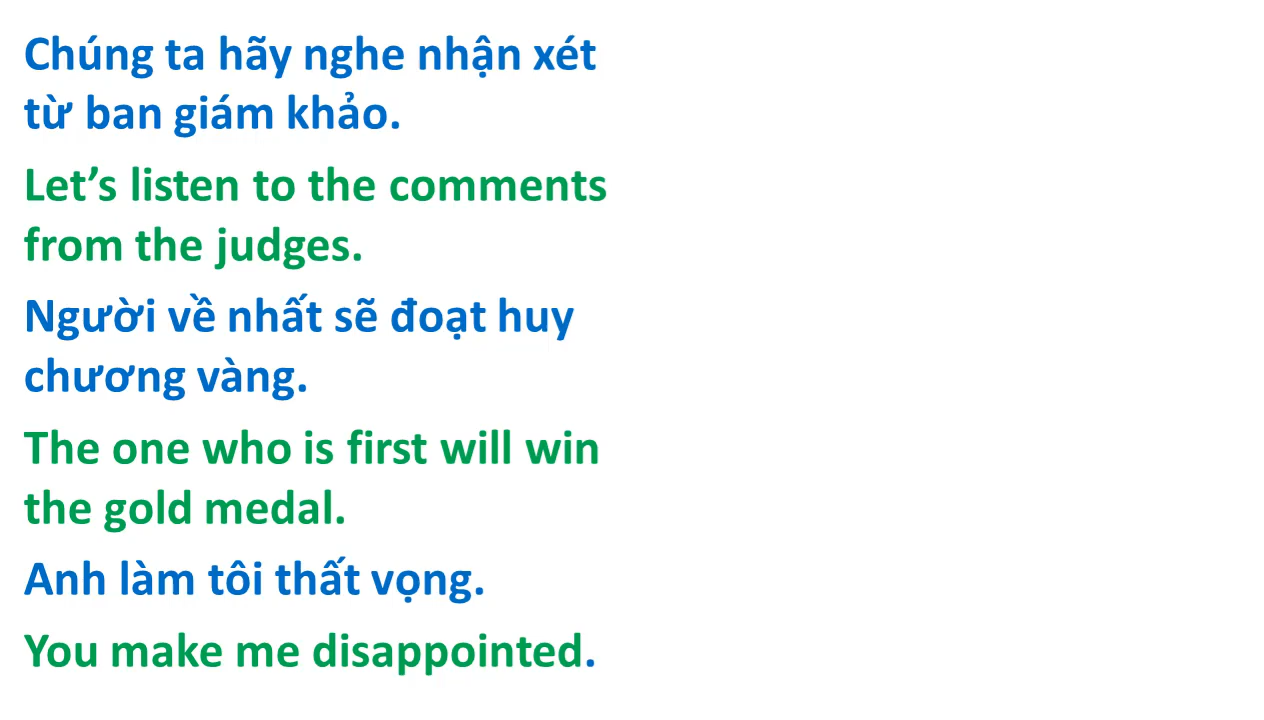 Chúng ta hãy nghe nhận xét
từ ban giám khảo.
Let’s listen to the comments
from the judges.
Người về nhất sẽ đoạt huy
chương vàng.
The one who is first will win
the gold medal.
Anh làm tôi thất vọng.
You make me disappointed.